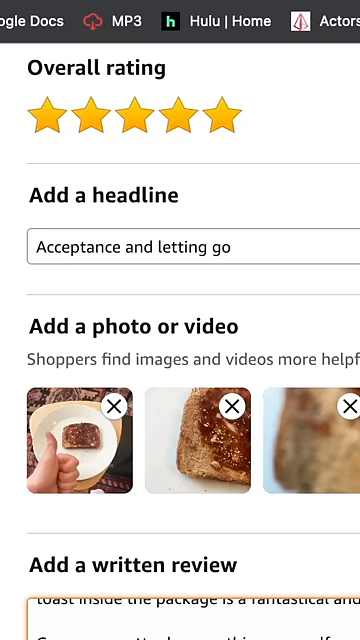 ogle Docs MP3 h Hulu | Home Actors
Overall rating
Add a headline
Acceptance and letting go
Add a photo or video
Shoppers find images and videos more helpf
Add a written review
toast inside the package is a fantastical and